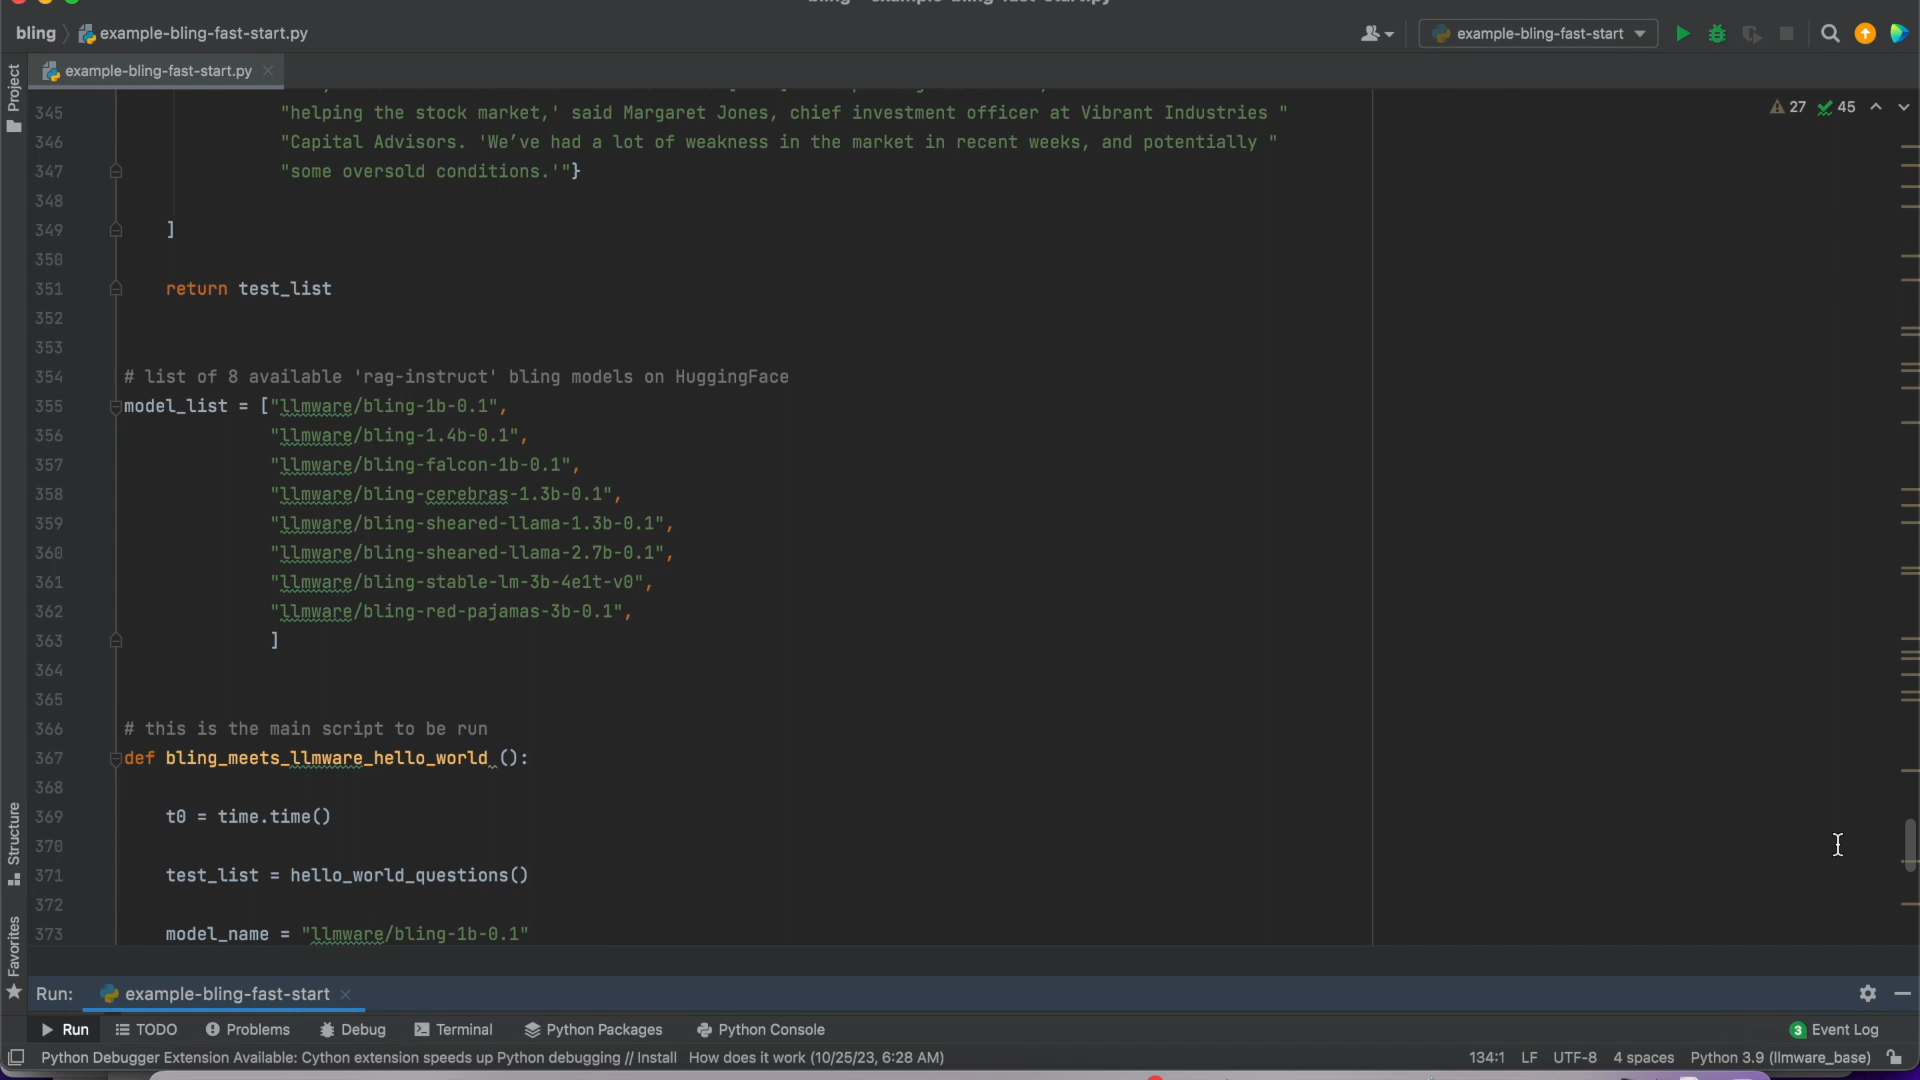 bling example-bling-fast-start.py
example-bling-fast-start
example-bling-fast-start.py
Project
27 45
345 "helping the stock market,' said Margaret Jones, chief investment officer at Vibrant Industries "
346 "Capital Advisors. 'We’ve had a lot of weakness in the market in recent weeks, and potentially "
347 "some oversold conditions.'"}
348
349 ]
350
351 return test_list
352
353
354 # list of 8 available 'rag-instruct' bling models on HuggingFace
355 model_list = ["llmware/bling-1b-0.1",
356 "llmware/bling-1.4b-0.1",
357 "llmware/bling-falcon-1b-0.1",
358 "llmware/bling-cerebras-1.3b-0.1",
359 "llmware/bling-sheared-llama-1.3b-0.1",
360 "llmware/bling-sheared-llama-2.7b-0.1",
361 "llmware/bling-stable-lm-3b-4e1t-v0",
362 "llmware/bling-red-pajamas-3b-0.1",
363 ]
364
365
366 # this is the main script to be run
367 def bling_meets_llmware_hello_world ():
368
369 t0 = time.time()
370
371 test_list = hello_world_questions()
372
373 model_name = "llmware/bling-1b-0.1"
Structure
Favorites
Run: example-bling-fast-start
Run TODO Problems Debug Terminal Python Packages Python Console 3 Event Log
Python Debugger Extension Available: Cython extension speeds up Python debugging // Install How does it work (10/25/23, 6:28 AM) 134:1 LF UTF-8 4 spaces Python 3.9 (llmware_base)